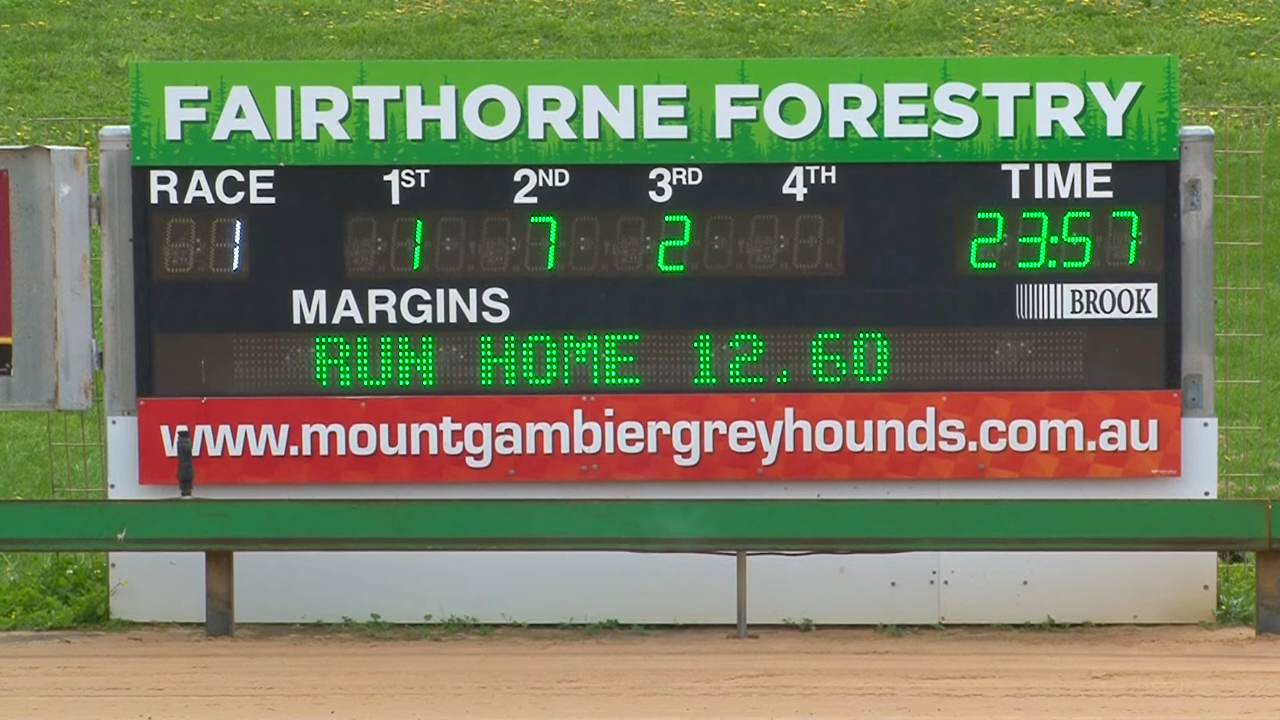 FAIRTHORNE FORESTRY
RACE 1ST 2ND 3RD 4TH TIME
1 1 7 2 23:57
MARGINS
BROOK
RUN HOME 12.60
www.mountgambiergreyhounds.com.au